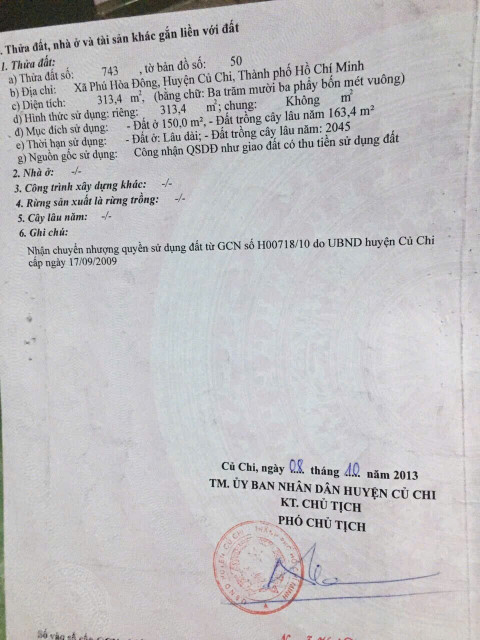 . Thửa đất, nhà ở và tài sản khác gắn liền với đất
1. Thửa đất:
a) Thửa đất số: 743 , tờ bản đồ số: 50
b) Địa chỉ: Xã Phú Hòa Đông, Huyện Củ Chi, Thành phố Hồ Chí Minh
c) Diện tích: 313,4 m², (bằng chữ: Ba trăm mười ba phẩy bốn mét vuông)
d) Hình thức sử dụng: riêng: 313,4 m²; chung: Không m²
đ) Mục đích sử dụng: - Đất ở 150,0 m², - Đất trồng cây lâu năm 163,4 m²
e) Thời hạn sử dụng: - Đất ở: Lâu dài; - Đất trồng cây lâu năm: 2045
g) Nguồn gốc sử dụng: Công nhận QSDĐ như giao đất có thu tiền sử dụng đất
2. Nhà ở: -/-
3. Công trình xây dựng khác: -/-
4. Rừng sản xuất là rừng trồng: -/-
5. Cây lâu năm: -/-
6. Ghi chú:
Nhận chuyển nhượng quyền sử dụng đất từ GCN số H00718/10 do UBND huyện Củ Chi
cấp ngày 17/09/2009
Củ Chi, ngày 08 tháng 10 năm 2013
TM. ỦY BAN NHÂN DÂN HUYỆN CỦ CHI
KT. CHỦ TỊCH
PHÓ CHỦ TỊCH
U.B.N.D HUYỆN CỦ CHI
Số vào sổ cấp